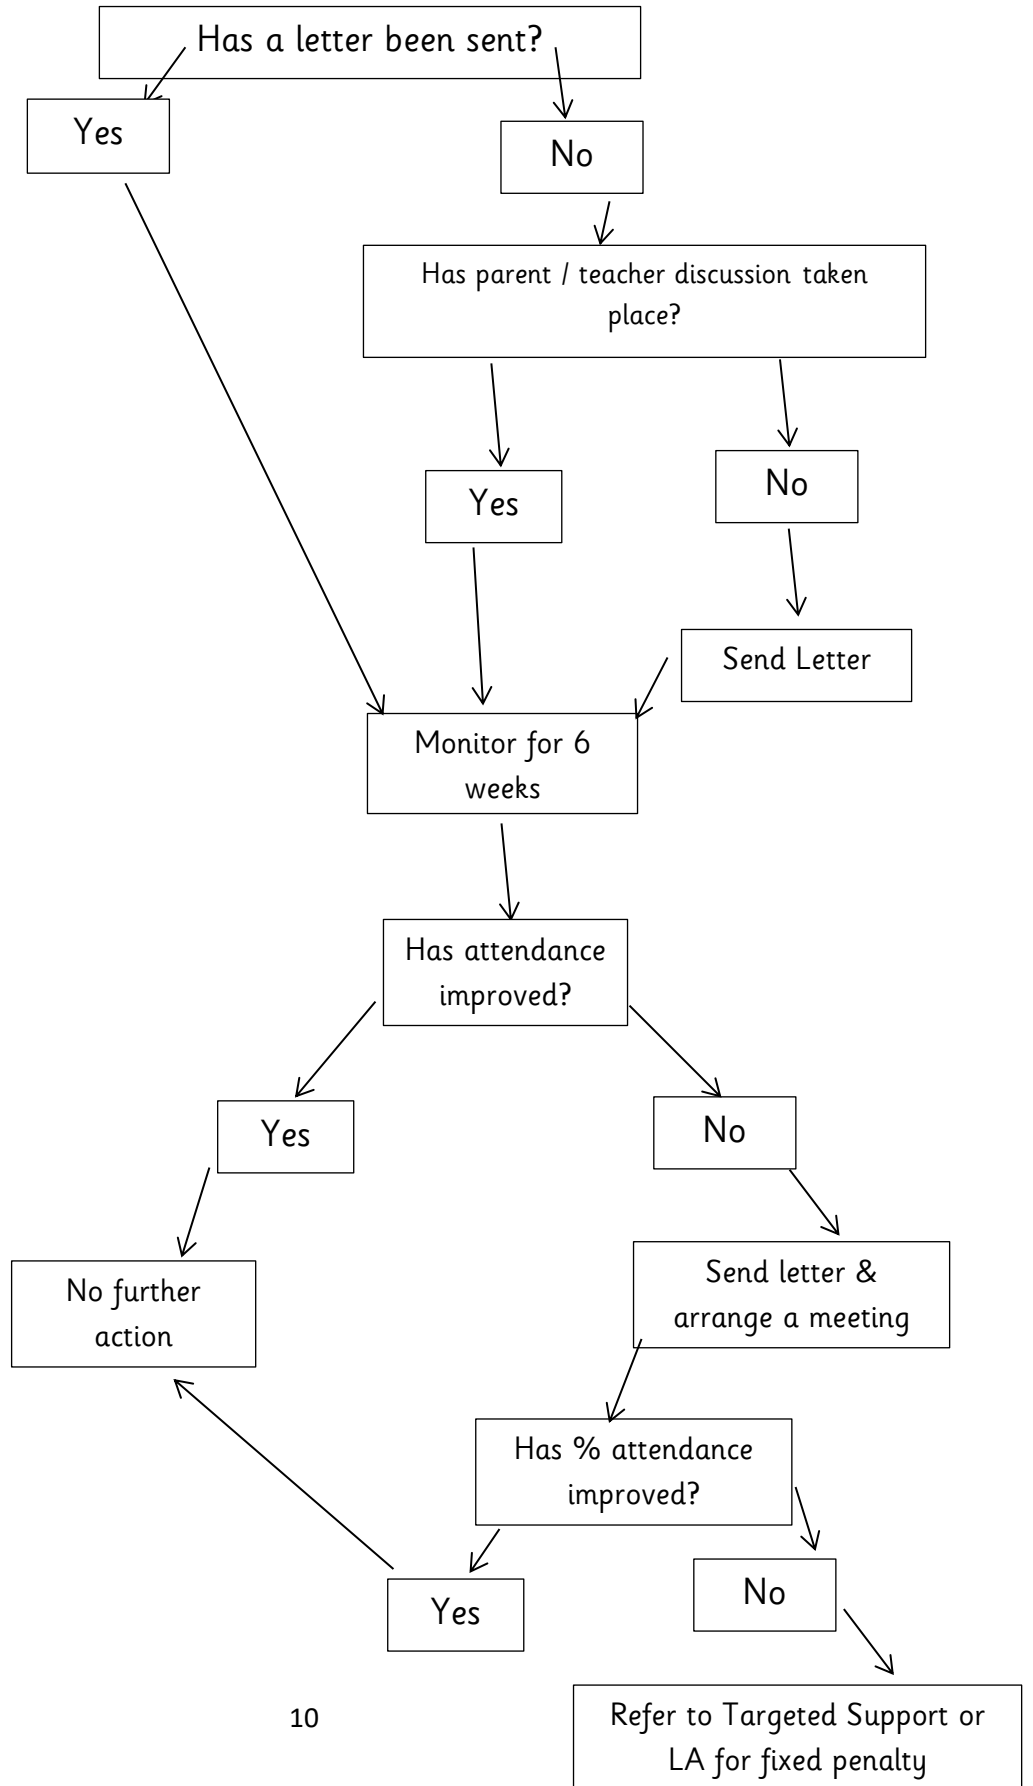 Has a letter been sent?
Yes
No
Has parent / teacher discussion taken
place?
Yes
No
Send Letter
Monitor for 6
weeks
Has attendance
improved?
Yes
No
No further
action
Send letter &
arrange a meeting
Has % attendance
improved?
Yes
No
10
Refer to Targeted Support or
LA for fixed penalty